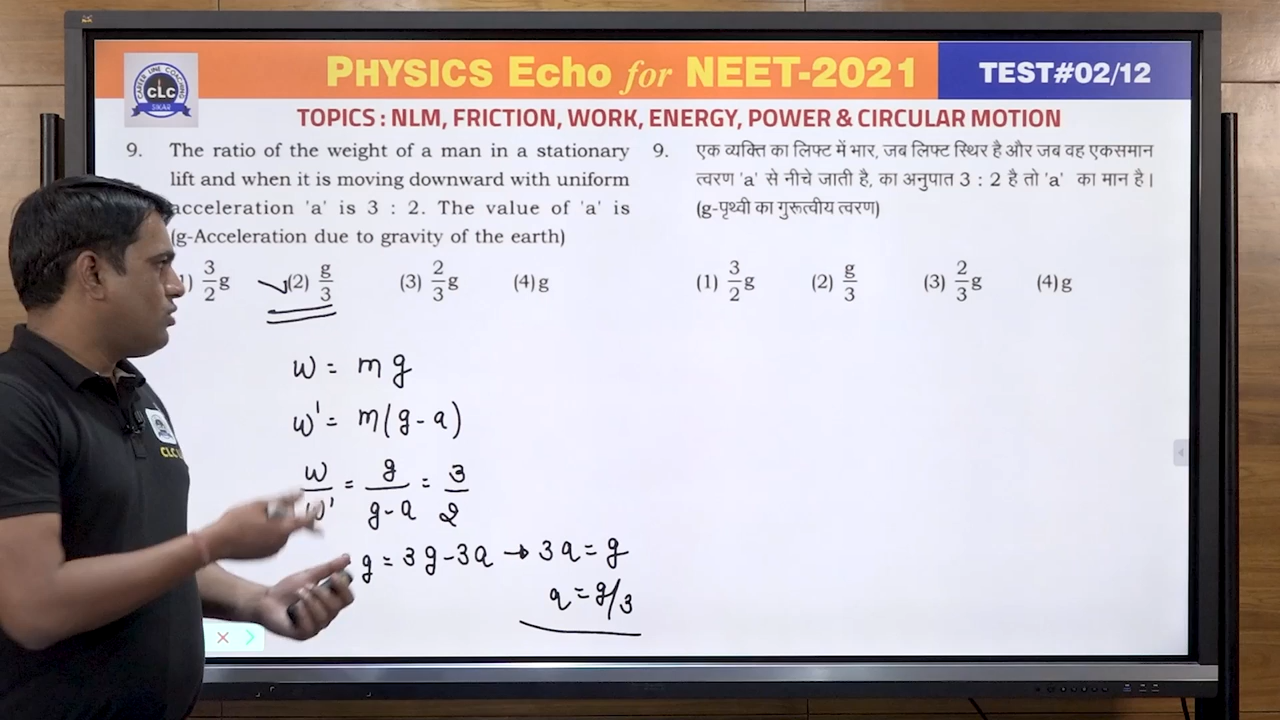 PHYSICS Echo for NEET-2021
TEST#02/12
CLC
SIKAR
TOPICS : NLM, FRICTION, WORK, ENERGY, POWER & CIRCULAR MOTION
9. The ratio of the weight of a man in a stationary
lift and when it is moving downward with uniform
acceleration 'a' is 3 : 2. The value of 'a' is
(g-Acceleration due to gravity of the earth)
3/2 g (2) g/3 (3) 2/3 g (4) g
9. एक व्यक्ति का लिफ्ट में भार, जब लिफ्ट स्थिर है और जब वह एकसमान
त्वरण 'a' से नीचे जाती है, का अनुपात 3 : 2 है तो 'a' का मान है।
(g-पृथ्वी का गुरूत्वीय त्वरण)
(1) 3/2 g (2) g/3 (3) 2/3 g (4) g
w = mg
w' = m(g-a)
w/w' = g/g-a = 3/2
g = 3g-3a → 3a = g
a = g/3
CLC